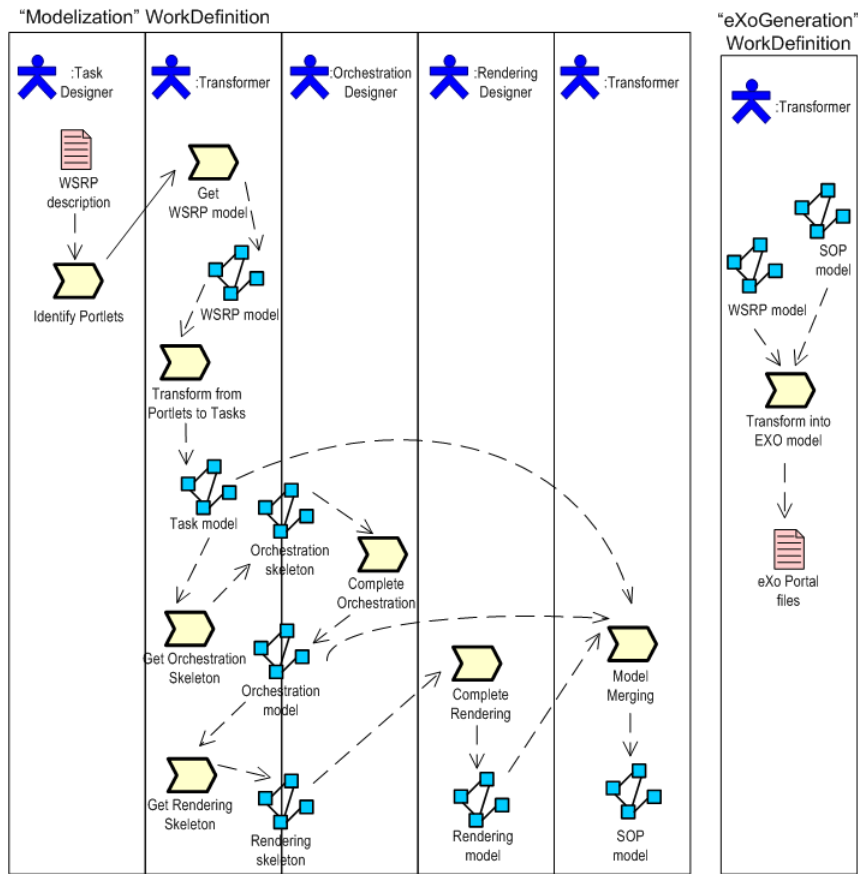 “Modelization” WorkDefinition
:Task
Designer
:Transformer
:Orchestration
Designer
:Rendering
Designer
:Transformer
WSRP
description
Identify Portlets
Get
WSRP model
WSRP model
Transform from
Portlets to Tasks
Task model
Orchestration
skeleton
Complete
Orchestration
Get Orchestration
Skeleton
Orchestration
model
Complete
Rendering
Model
Merging
Get Rendering
Skeleton
Rendering
skeleton
Rendering
model
SOP
model
“eXoGeneration”
WorkDefinition
:Transformer
SOP
model
WSRP model
Transform into
EXO model
eXo Portal
files